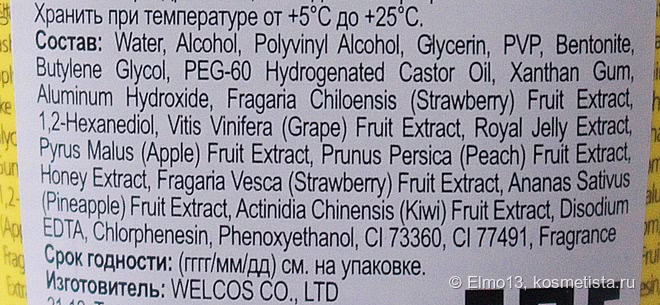 Хранить при температуре от +5°C до +25°C.
Состав: Water, Alcohol, Polyvinyl Alcohol, Glycerin, PVP, Bentonite,
Butylene Glycol, PEG-60 Hydrogenated Castor Oil, Xanthan Gum,
Aluminum Hydroxide, Fragaria Chiloensis (Strawberry) Fruit Extract,
1,2-Hexanediol, Vitis Vinifera (Grape) Fruit Extract, Royal Jelly Extract,
Pyrus Malus (Apple) Fruit Extract, Prunus Persica (Peach) Fruit Extract,
Honey Extract, Fragaria Vesca (Strawberry) Fruit Extract, Ananas Sativus
(Pineapple) Fruit Extract, Actinidia Chinensis (Kiwi) Fruit Extract, Disodium
EDTA, Chlorphenesin, Phenoxyethanol, CI 73360, CI 77491, Fragrance
Срок годности: (гггг/мм/дд) см. на упаковке.
Изготовитель: WELCOS CO., LTD
© Elmo13, kosmetista.ru